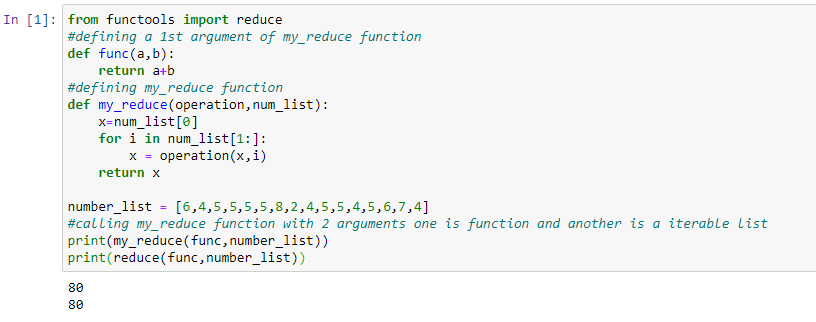 In [1]: from functools import reduce
#defining a 1st argument of my_reduce function
def func(a,b):
    return a+b
#defining my_reduce function
def my_reduce(operation,num_list):
    x=num_list[0]
    for i in num_list[1:]:
        x = operation(x,i)
    return x

number_list = [6,4,5,5,5,5,8,2,4,5,5,4,5,6,7,4]
#calling my_reduce function with 2 arguments one is function and another is a iterable list
print(my_reduce(func,number_list))
print(reduce(func,number_list))
80
80